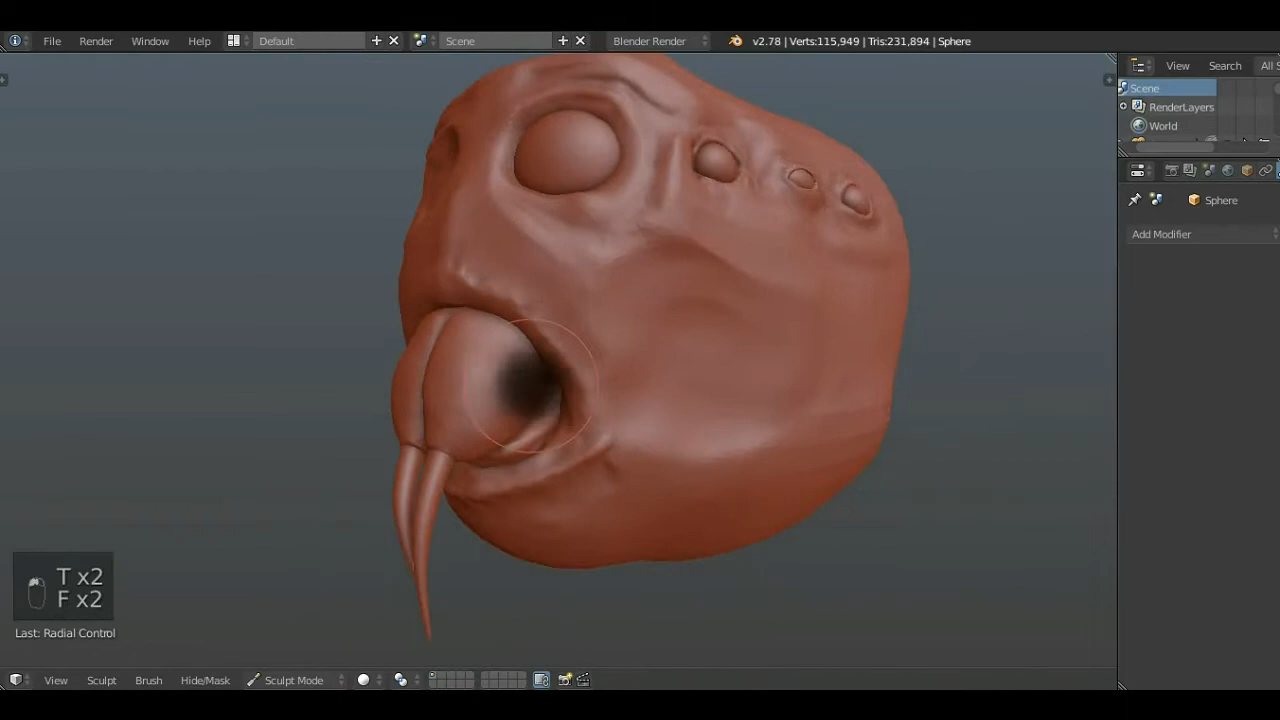 File Render Window Help Default Scene Blender Render v2.78 | Verts:115,949 | Tris:231,894 | Sphere
View Search All S
Scene
RenderLayers
World
Sphere
Add Modifier
T x2
F x2
Last: Radial Control
View Sculpt Brush Hide/Mask Sculpt Mode